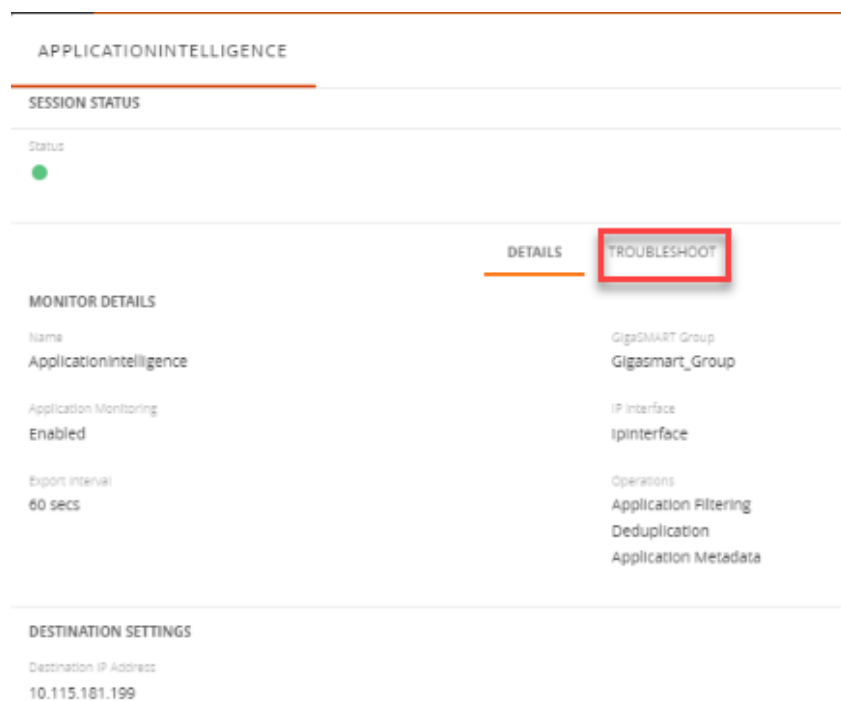 APPLICATIONINTELLIGENCE
SESSION STATUS
Status
DETAILS TROUBLESHOOT
MONITOR DETAILS
Name GigaSMART Group
Applicationintelligence Gigasmart_Group
Application Monitoring IP Interface
Enabled Ipinterface
Export Interval Operations
60 secs Application Filtering
Deduplication
Application Metadata
DESTINATION SETTINGS
Destination IP Address
10.115.181.199